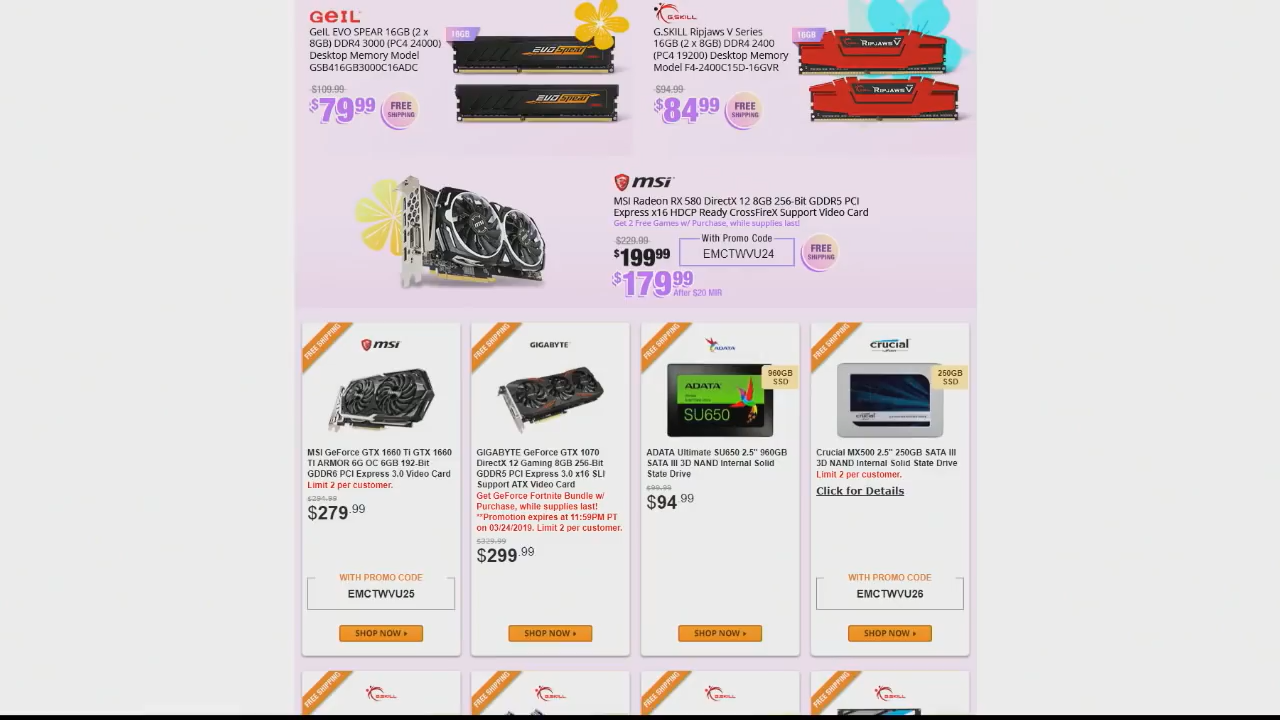 GeIL
GeIL EVO SPEAR 16GB (2 x
8GB) DDR4 3000 (PC4 24000)
Desktop Memory Model
GSB416GB3000C16ADC
$109.99
$79.99
FREE
SHIPPING
16GB
EVO Spear
EVO Spear
G.SKILL
G.SKILL Ripjaws V Series
16GB (2 x 8GB) DDR4 2400
(PC4 19200) Desktop Memory
Model F4-2400C15D-16GVR
$94.99
$84.99
FREE
SHIPPING
16GB
RIPJAWS V
RIPJAWS V
msi
MSI Radeon RX 580 DirectX 12 8GB 256-Bit GDDR5 PCI
Express x16 HDCP Ready CrossFireX Support Video Card
Get 2 Free Games w/ Purchase, while supplies last!
$229.99
$199.99
With Promo Code
EMCTWVU24
FREE
SHIPPING
$179.99
After $20 MIR
FREE SHIPPING
msi
MSI GeForce GTX 1660 Ti GTX 1660
Ti ARMOR 6G OC 6GB 192-Bit
GDDR6 PCI Express 3.0 Video Card
Limit 2 per customer.
$294.99
$279.99
WITH PROMO CODE
EMCTWVU25
SHOP NOW
FREE SHIPPING
GIGABYTE
GIGABYTE GeForce GTX 1070
DirectX 12 Gaming 8GB 256-Bit
GDDR5 PCI Express 3.0 x16 SLI
Support ATX Video Card
Get GeForce Fortnite Bundle w/
Purchase, while supplies last!
**Promotion expires at 11:59PM PT
on 03/24/2019. Limit 2 per customer.
$329.99
$299.99
SHOP NOW
FREE SHIPPING
ADATA
960GB
SSD
ADATA
SU650
ADATA Ultimate SU650 2.5" 960GB
SATA III 3D NAND Internal Solid
State Drive
$99.99
$94.99
SHOP NOW
FREE SHIPPING
crucial
250GB
SSD
crucial
Crucial MX500 2.5" 250GB SATA III
3D NAND Internal Solid State Drive
Limit 2 per customer.
Click for Details
WITH PROMO CODE
EMCTWVU26
SHOP NOW
FREE SHIPPING
G.SKILL
FREE SHIPPING
G.SKILL
FREE SHIPPING
G.SKILL
FREE SHIPPING
G.SKILL